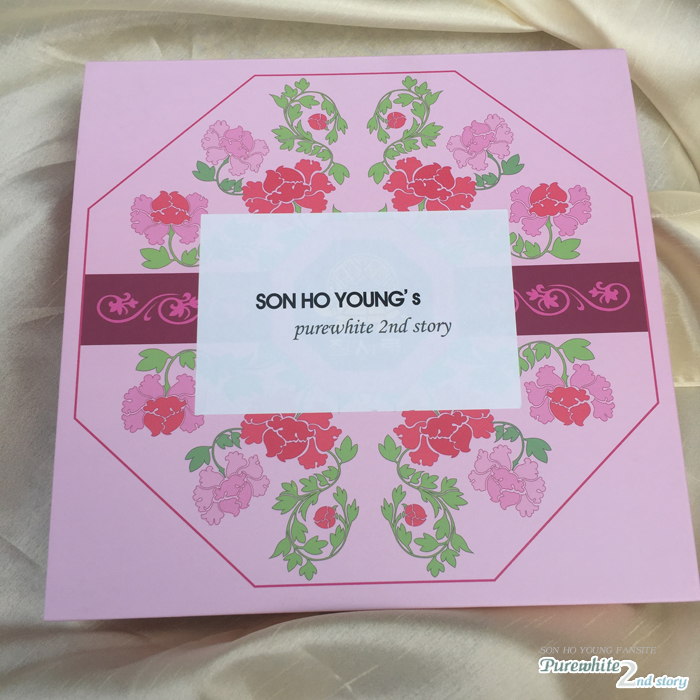 SON HO YOUNG's
purewhite 2nd story
SON HO YOUNG FANSITE
Purewhite 2nd story